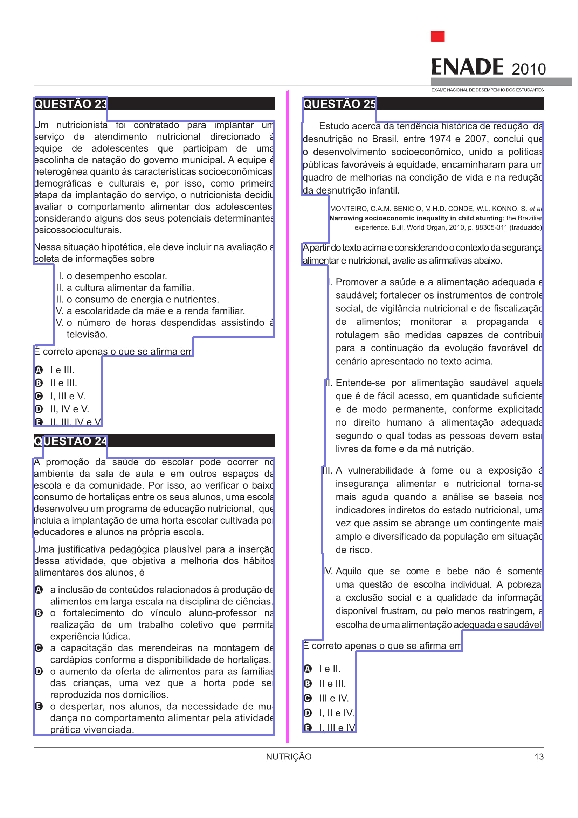 ENADE 2010
EXAME NACIONAL DE DESEMPENHO DOS ESTUDANTES
QUESTÃO 23
Um nutricionista foi contratado para implantar um
serviço de atendimento nutricional direcionado à
equipe de adolescentes que participam de uma
escolinha de natação do governo municipal. A equipe é
heterogênea quanto às características socioeconômicas,
demográficas e culturais e, por isso, como primeira
etapa da implantação do serviço, o nutricionista decidiu
avaliar o comportamento alimentar dos adolescentes,
considerando alguns dos seus potenciais determinantes
psicossocioculturais.
Nessa situação hipotética, ele deve incluir na avaliação a
coleta de informações sobre
I. o desempenho escolar.
II. a cultura alimentar da família.
III. o consumo de energia e nutrientes.
IV. a escolaridade da mãe e a renda familiar.
V. o número de horas despendidas assistindo à
televisão.
É correto apenas o que se afirma em
A I e III.
B II e III.
C I, III e V.
D II, IV e V.
E II, III, IV e V.
QUESTÃO 24
A promoção da saúde do escolar pode ocorrer no
ambiente da sala de aula e em outros espaços da
escola e da comunidade. Por isso, ao verificar o baixo
consumo de hortaliças entre os seus alunos, uma escola
desenvolveu um programa de educação nutricional, que
incluía a implantação de uma horta escolar cultivada por
educadores e alunos na própria escola.
Uma justificativa pedagógica plausível para a inserção
dessa atividade, que objetiva a melhoria dos hábitos
alimentares dos alunos, é
A a inclusão de conteúdos relacionados à produção de
alimentos em larga escala na disciplina de ciências.
B o fortalecimento do vínculo aluno-professor na
realização de um trabalho coletivo que permita
experiência lúdica.
C a capacitação das merendeiras na montagem de
cardápios conforme a disponibilidade de hortaliças.
D o aumento da oferta de alimentos para as famílias
das crianças, uma vez que a horta pode ser
reproduzida nos domicílios.
E o despertar, nos alunos, da necessidade de mu-
dança no comportamento alimentar pela atividade
prática vivenciada.
QUESTÃO 25
Estudo acerca da tendência histórica de redução da
desnutrição no Brasil, entre 1974 e 2007, conclui que
o desenvolvimento socioeconômico, unido a políticas
públicas favoráveis à equidade, encaminharam para um
quadro de melhorias na condição de vida e na redução
da desnutrição infantil.
MONTEIRO, C.A.M. BENICIO, M.H.D. CONDE, W.L. KONNO, S. et al.
Narrowing socioeconomic inequality in child stunting: the Brazilian
experience. Bull. World Organ, 2010, p. 88305-311 (traduzido)
A partir do texto acima e considerando o contexto da segurança
alimentar e nutricional, avalie as afirmativas abaixo.
I. Promover a saúde e a alimentação adequada e
saudável; fortalecer os instrumentos de controle
social, de vigilância nutricional e de fiscalização
de alimentos; monitorar a propaganda e
rotulagem são medidas capazes de contribuir
para a continuação da evolução favorável do
cenário apresentado no texto acima.
II. Entende-se por alimentação saudável aquela
que é de fácil acesso, em quantidade suficiente
e de modo permanente, conforme explicitado
no direito humano à alimentação adequada
segundo o qual todas as pessoas devem estar
livres da fome e da má nutrição.
III. A vulnerabilidade à fome ou a exposição à
insegurança alimentar e nutricional torna-se
mais aguda quando a análise se baseia nos
indicadores indiretos do estado nutricional, uma
vez que assim se abrange um contingente mais
amplo e diversificado da população em situação
de risco.
IV. Aquilo que se come e bebe não é somente
uma questão de escolha individual. A pobreza,
a exclusão social e a qualidade da informação
disponível frustram, ou pelo menos restringem, a
escolha de uma alimentação adequada e saudável.
É correto apenas o que se afirma em
A I e II.
B II e III.
C III e IV.
D I, II e IV.
E I, III e IV.
NUTRIÇÃO 13